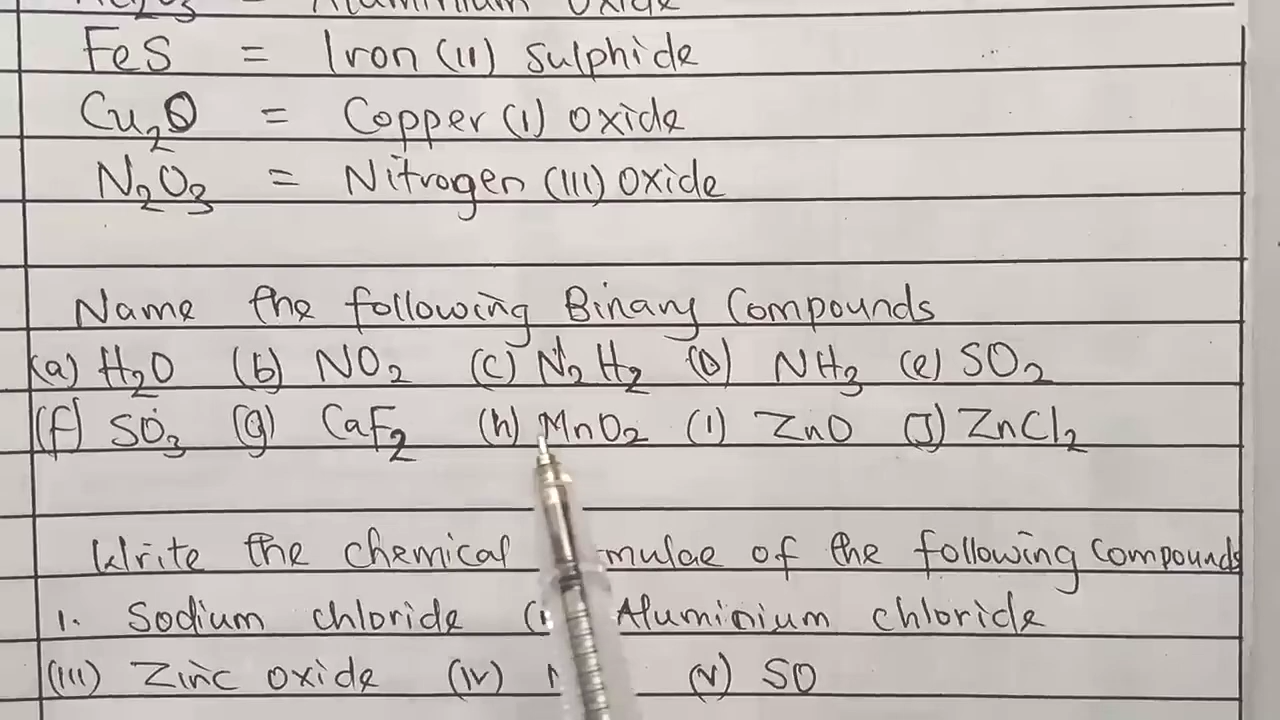 = Aluminium Oxide
FeS = Iron (II) Sulphide
Cu2O = Copper (I) Oxide
N2O3 = Nitrogen (III) Oxide
Name the following Binary Compounds
(a) H2O (b) NO2 (c) N2H2 (D) NH3 (e) SO2
(f) SO3 (g) CaF2 (h) MnO2 (I) ZnO (J) ZnCl2
Write the chemical of the following Compounds
1. Sodium chloride Aluminium chloride
(III) Zinc oxide (IV) (V) SO